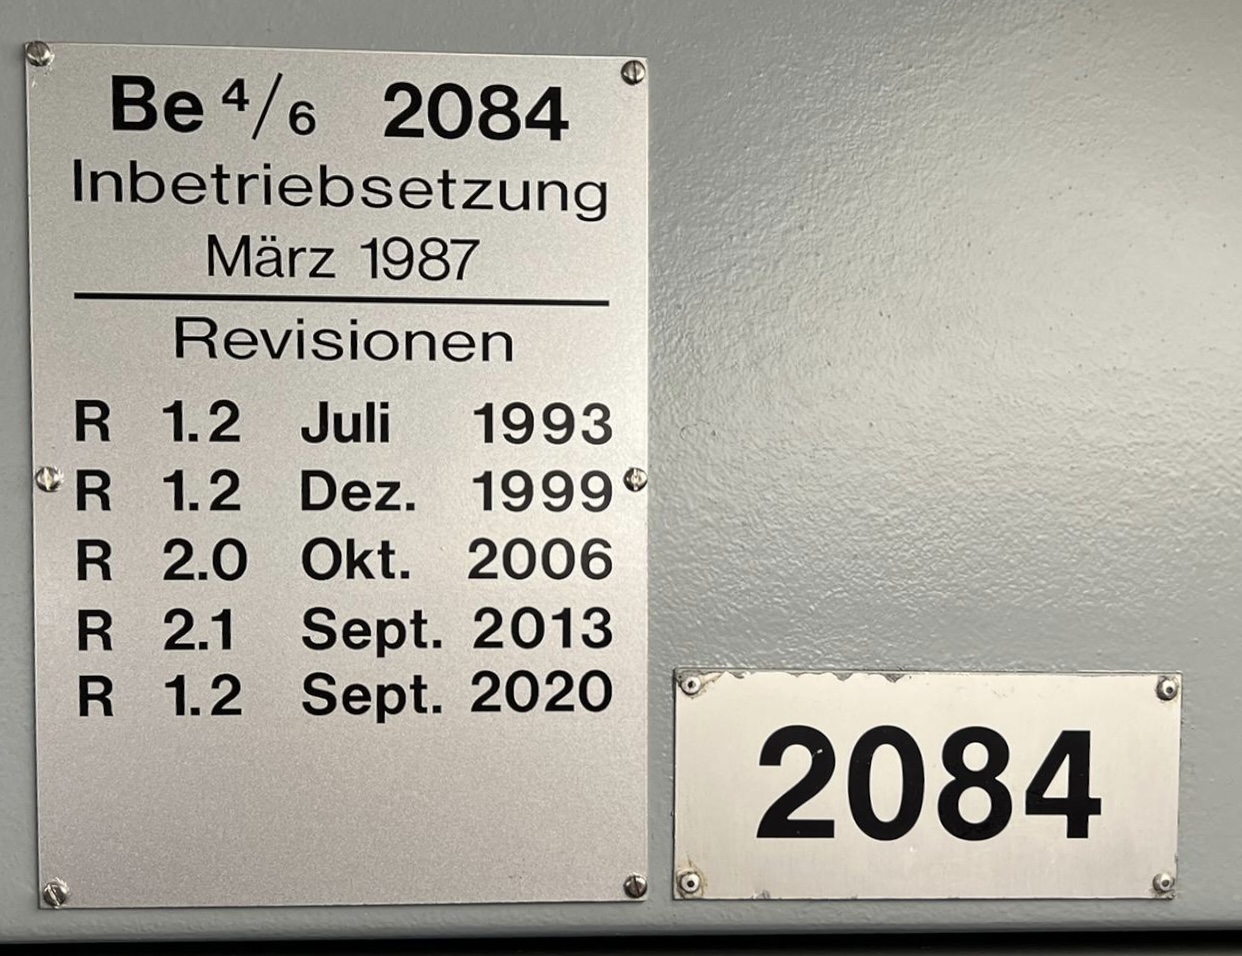 Be 4/6 2084
Inbetriebsetzung
März 1987
Revisionen
R 1.2 Juli 1993
R 1.2 Dez. 1999
R 2.0 Okt. 2006
R 2.1 Sept. 2013
R 1.2 Sept. 2020
2084